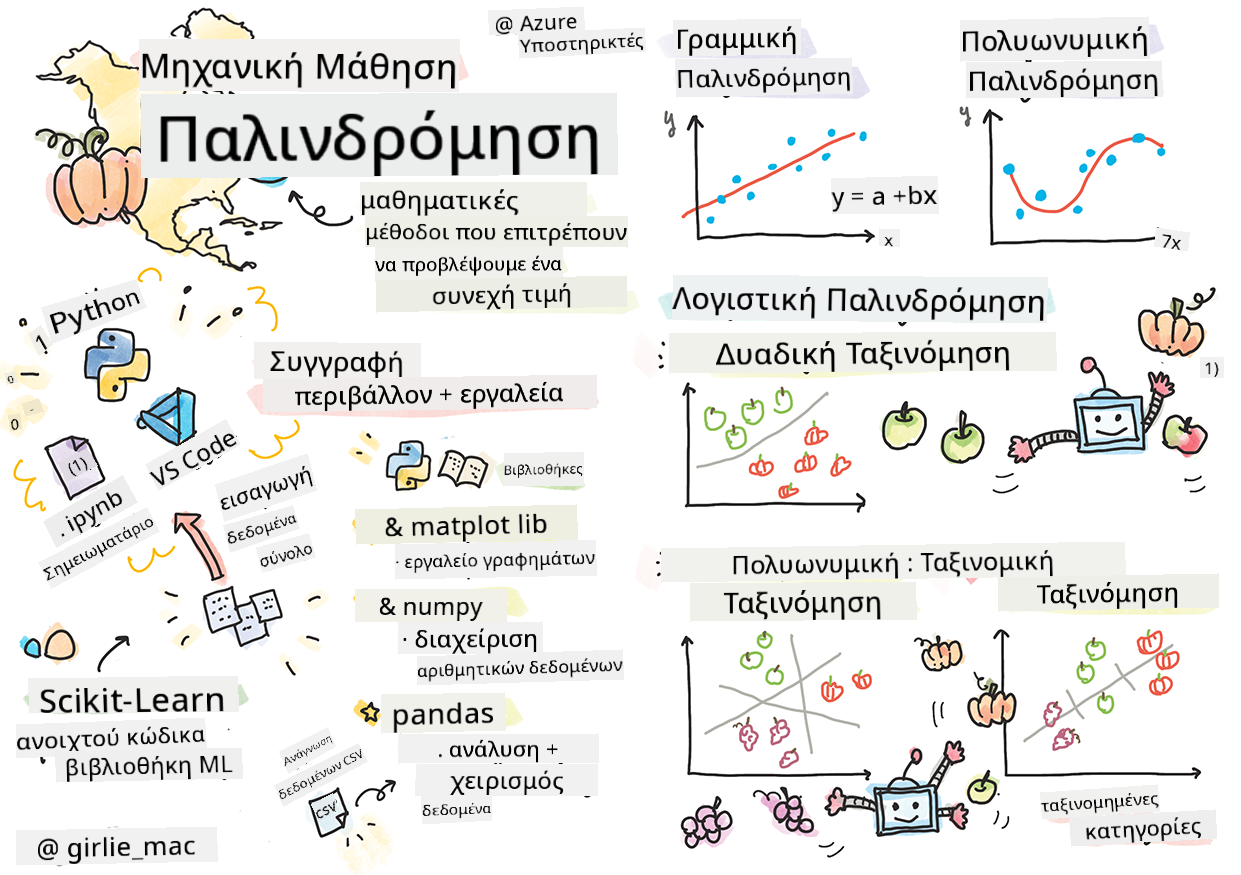 @ Azure
Υποστηρικτές
Μηχανική Μάθηση
Παλινδρόμηση
μαθηματικές
μέθοδοι που επιτρέπουν
να προβλέψουμε ένα
συνεχή τιμή
Python
VS Code
(1)
.ipynb
Σημειωματάριο
Συγγραφή
περιβάλλον + εργαλεία
εισαγωγή
δεδομένα
σύνολο
Βιβλιοθήκες
& matplot lib
· εργαλείο γραφημάτων
& numpy
· διαχείριση
αριθμητικών δεδομένων
pandas
. ανάλυση +
χειρισμός
δεδομένα
Ανάγνωση
δεδομένων CSV
CSV
Scikit-Learn
ανοιχτού κώδικα
βιβλιοθήκη ML
@ girlie_mac
Γραμμική
Παλινδρόμηση
y
y = a +bx
x
Πολυωνυμική
Παλινδρόμηση
y
7x
Λογιστική Παλινδρόμηση
: Δυαδική Ταξινόμηση
1)
: Πολυωνυμική : Ταξινομική
Ταξινόμηση
Ταξινόμηση
ταξινομημένες
κατηγορίες